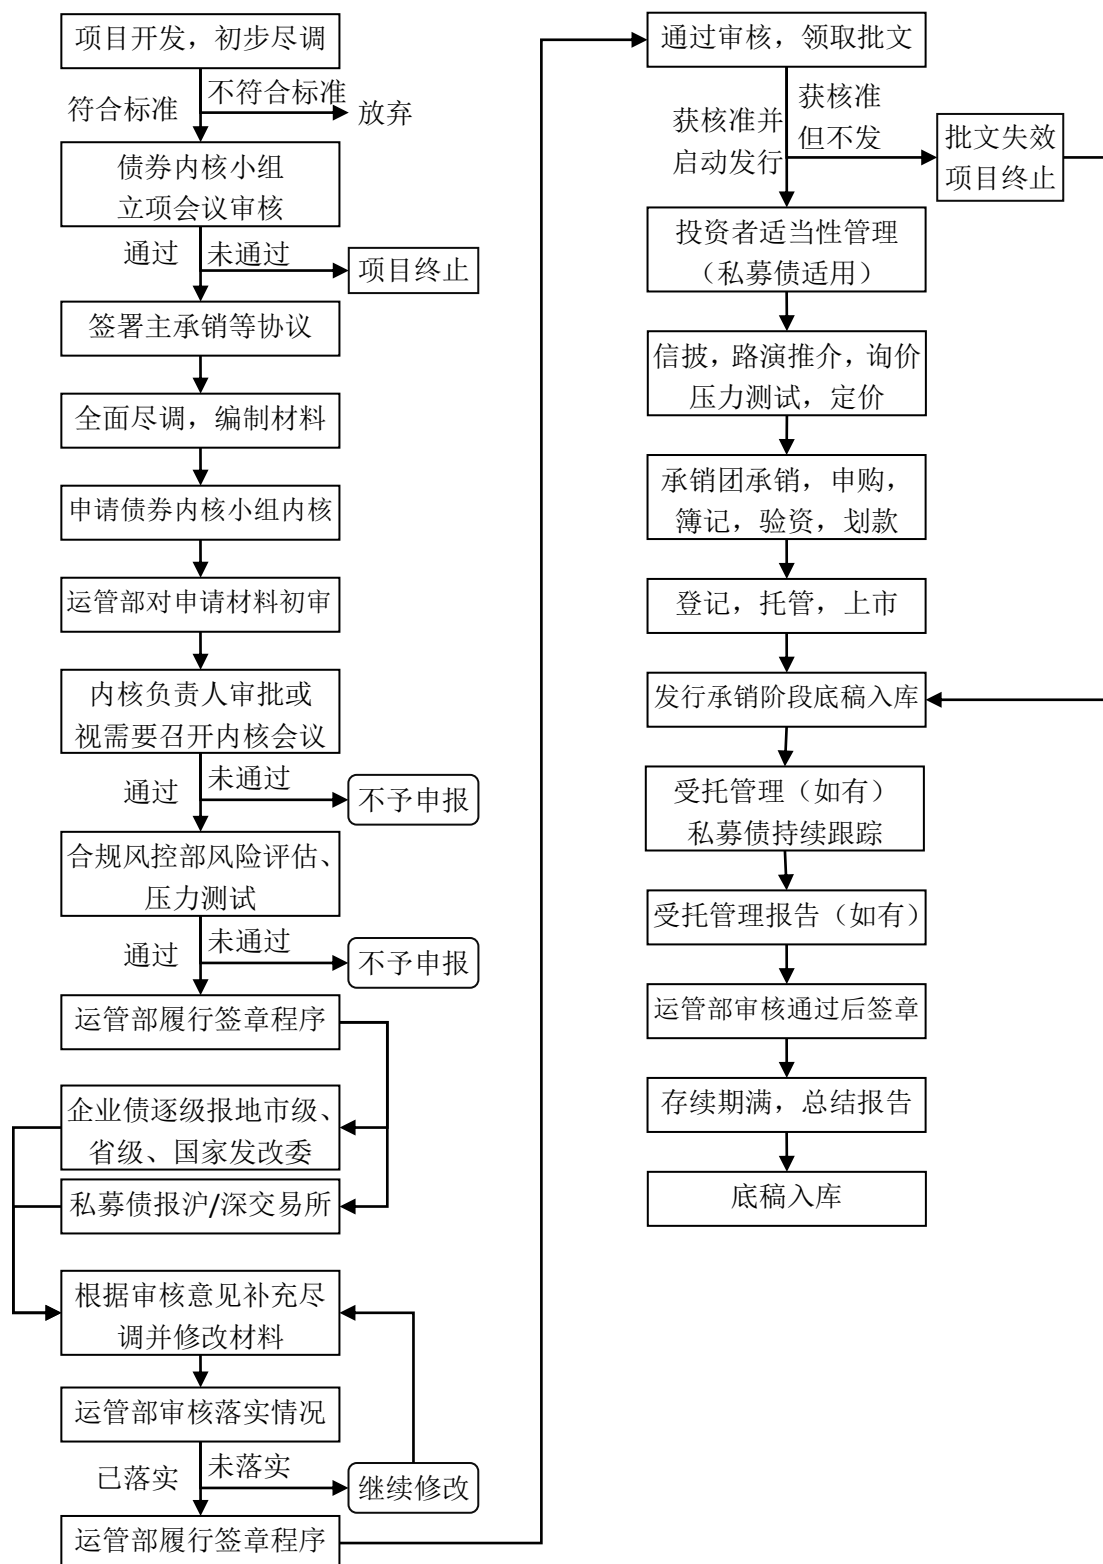 项目开发，初步尽调
符合标准
不符合标准
放弃
债券内核小组
立项会议审核
通过
未通过
项目终止
签署主承销等协议
全面尽调，编制材料
申请债券内核小组内核
运管部对申请材料初审
内核负责人审批或
视需要召开内核会议
通过
未通过
不予申报
合规风控部风险评估、
压力测试
通过
未通过
不予申报
运管部履行签章程序
企业债逐级报地市级、
省级、国家发改委
私募债报沪/深交易所
根据审核意见补充尽
调并修改材料
运管部审核落实情况
已落实
未落实
继续修改
运管部履行签章程序
通过审核，领取批文
获核准并
启动发行
获核准
但不发
批文失效
项目终止
投资者适当性管理
（私募债适用）
信披，路演推介，询价
压力测试，定价
承销团承销，申购，
簿记，验资，划款
登记，托管，上市
发行承销阶段底稿入库
受托管理（如有）
私募债持续跟踪
受托管理报告（如有）
运管部审核通过后签章
存续期满，总结报告
底稿入库